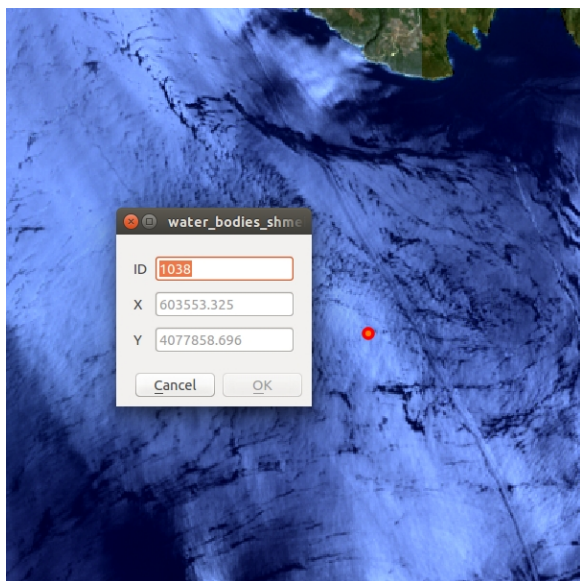 water_bodies_shme
ID 1038
X 603553.325
Y 4077858.696
Cancel OK